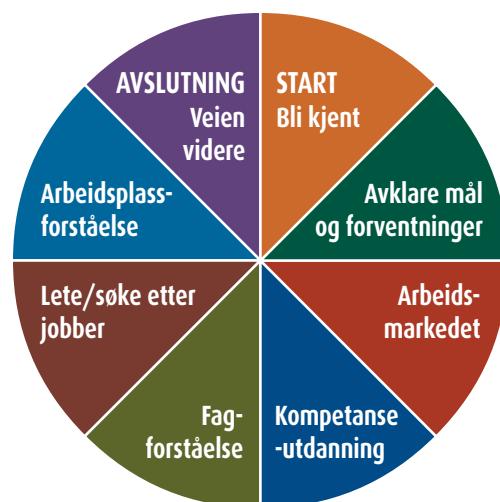 START
Bli kjent
Avklare mål
og forventninger
Arbeids-
markedet
Kompetanse
-utdanning
Fag-
forståelse
Lete/søke etter
jobber
Arbeidsplass-
forståelse
AVSLUTNING
Veien
videre